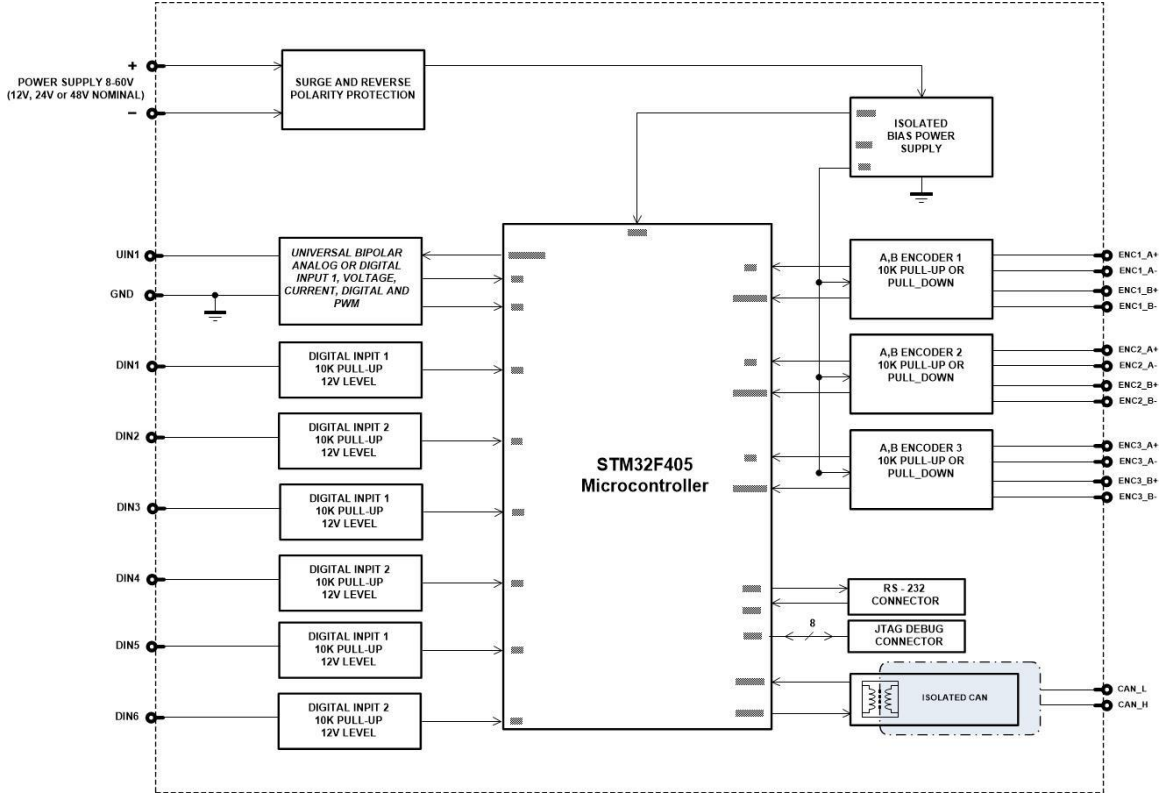 +
POWER SUPPLY 8-60V
(12V, 24V or 48V NOMINAL)
−
SURGE AND REVERSE
POLARITY PROTECTION
ISOLATED
BIAS POWER
SUPPLY
UIN1
GND
UNIVERSAL BIPOLAR
ANALOG OR DIGITAL
INPUT 1, VOLTAGE,
CURRENT, DIGITAL AND
PWM
DIN1
DIGITAL INPIT 1
10K PULL-UP
12V LEVEL
DIN2
DIGITAL INPIT 2
10K PULL-UP
12V LEVEL
DIN3
DIGITAL INPIT 1
10K PULL-UP
12V LEVEL
DIN4
DIGITAL INPIT 2
10K PULL-UP
12V LEVEL
DIN5
DIGITAL INPIT 1
10K PULL-UP
12V LEVEL
DIN6
DIGITAL INPIT 2
10K PULL-UP
12V LEVEL
STM32F405
Microcontroller
A,B ENCODER 1
10K PULL-UP OR
PULL_DOWN
ENC1_A+
ENC1_A-
ENC1_B+
ENC1_B-
A,B ENCODER 2
10K PULL-UP OR
PULL_DOWN
ENC2_A+
ENC2_A-
ENC2_B+
ENC2_B-
A,B ENCODER 3
10K PULL-UP OR
PULL_DOWN
ENC3_A+
ENC3_A-
ENC3_B+
ENC3_B-
RS - 232
CONNECTOR
8
JTAG DEBUG
CONNECTOR
ISOLATED CAN
CAN_L
CAN_H